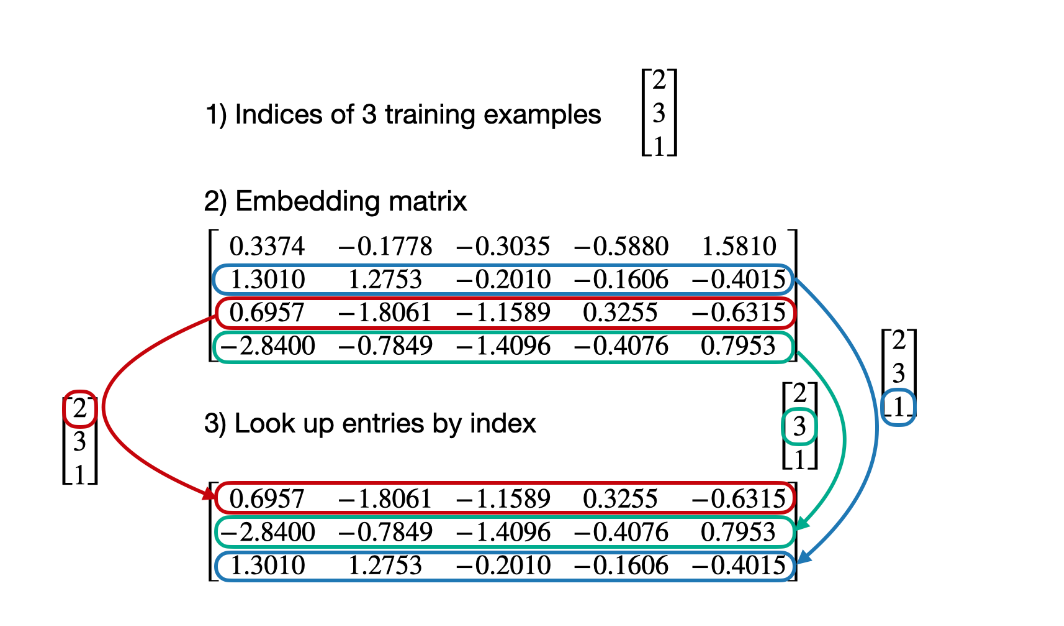 1) Indices of 3 training examples
2
3
1
2) Embedding matrix
0.3374 −0.1778 −0.3035 −0.5880 1.5810
1.3010 1.2753 −0.2010 −0.1606 −0.4015
0.6957 −1.8061 −1.1589 0.3255 −0.6315
−2.8400 −0.7849 −1.4096 −0.4076 0.7953
2
3
1
2
3
1
3) Look up entries by index
2
3
1
0.6957 −1.8061 −1.1589 0.3255 −0.6315
−2.8400 −0.7849 −1.4096 −0.4076 0.7953
1.3010 1.2753 −0.2010 −0.1606 −0.4015